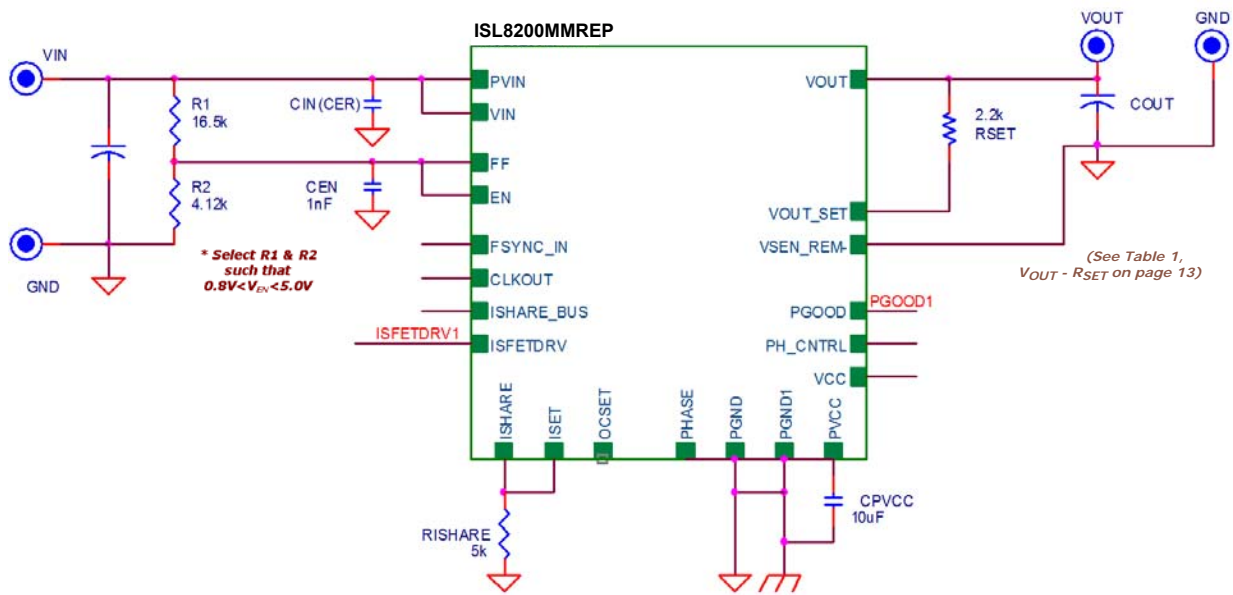 ISL8200MMREP
VOUT
GND
VIN
PVIN
VOUT
R1
16.5k
CIN(CER)
VIN
2.2k
RSET
COUT
FF
R2
4.12k
CEN
1nF
EN
VOUT_SET
GND
* Select R1 & R2
such that
0.8V<VEN<5.0V
FSYNC_IN
VSEN_REM-
(See Table 1,
VOUT - RSET on page 13)
CLKOUT
ISHARE_BUS
PGOOD
PGOOD1
ISFETDRV1
ISFETDRV
PH_CNTRL
VCC
ISHARE
ISET
OCSET
PHASE
PGND
PGND1
PVCC
RISHARE
5k
CPVCC
10uF